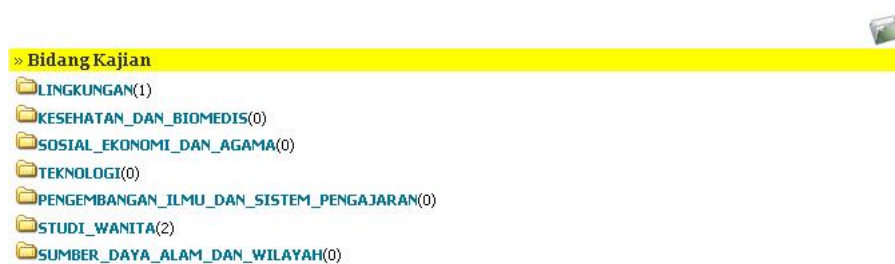 » Bidang Kajian
LINGKUNGAN(1)
KESEHATAN_DAN_BIOMEDIS(0)
SOSIAL_EKONOMI_DAN_AGAMA(0)
TEKNOLOGI(0)
PENGEMBANGAN_ILMU_DAN_SISTEM_PENGAJARAN(0)
STUDI_WANITA(2)
SUMBER_DAYA_ALAM_DAN_WILAYAH(0)